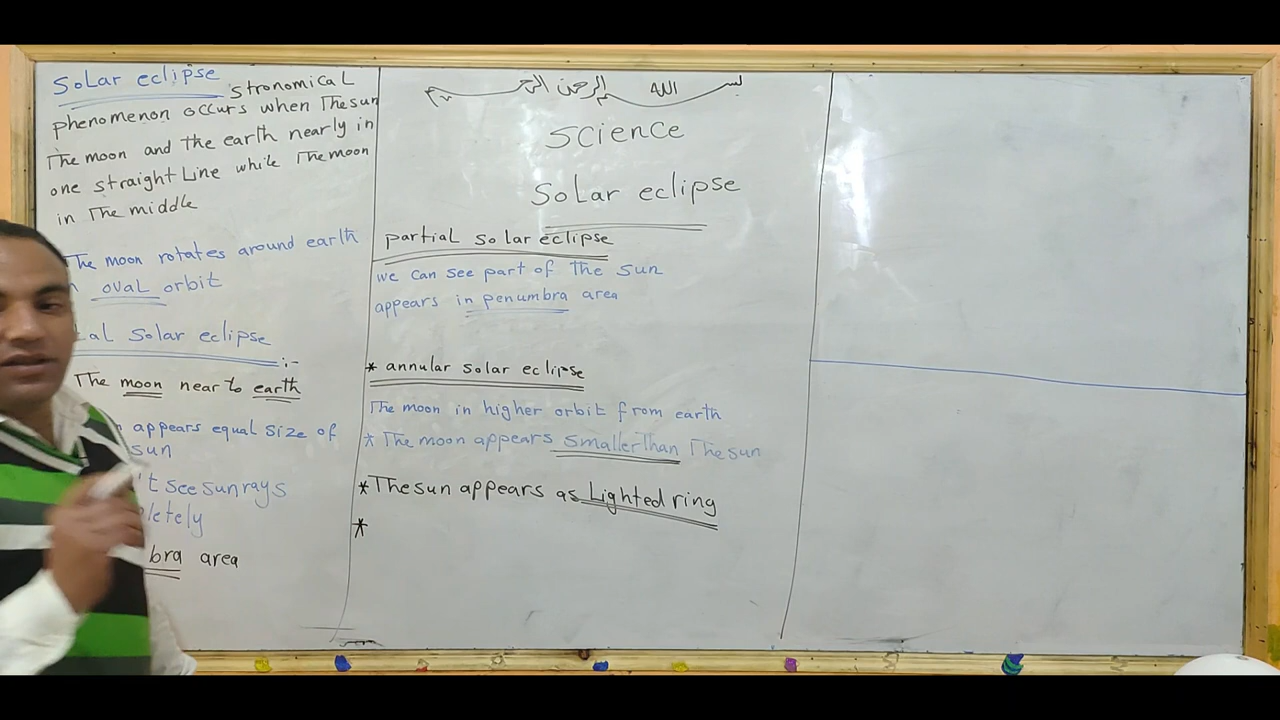 Solar eclipse stronomical
phenomenon occurs when The sun
The moon and the earth nearly in
one straight Line while The moon
in The middle
The moon rotates around earth
oval orbit
al Solar eclipse
:-
The moon near to earth
appears equal size of
sun
't see sun rays
letely
bra area
بسم الله الرحمن الرحيم
Science
Solar eclipse
partial solar eclipse
we can see part of the sun
appears in penumbra area
* annular solar eclipse
The moon in higher orbit from earth
* The moon appears smaller Than The sun
* The sun appears as Lighted ring
*